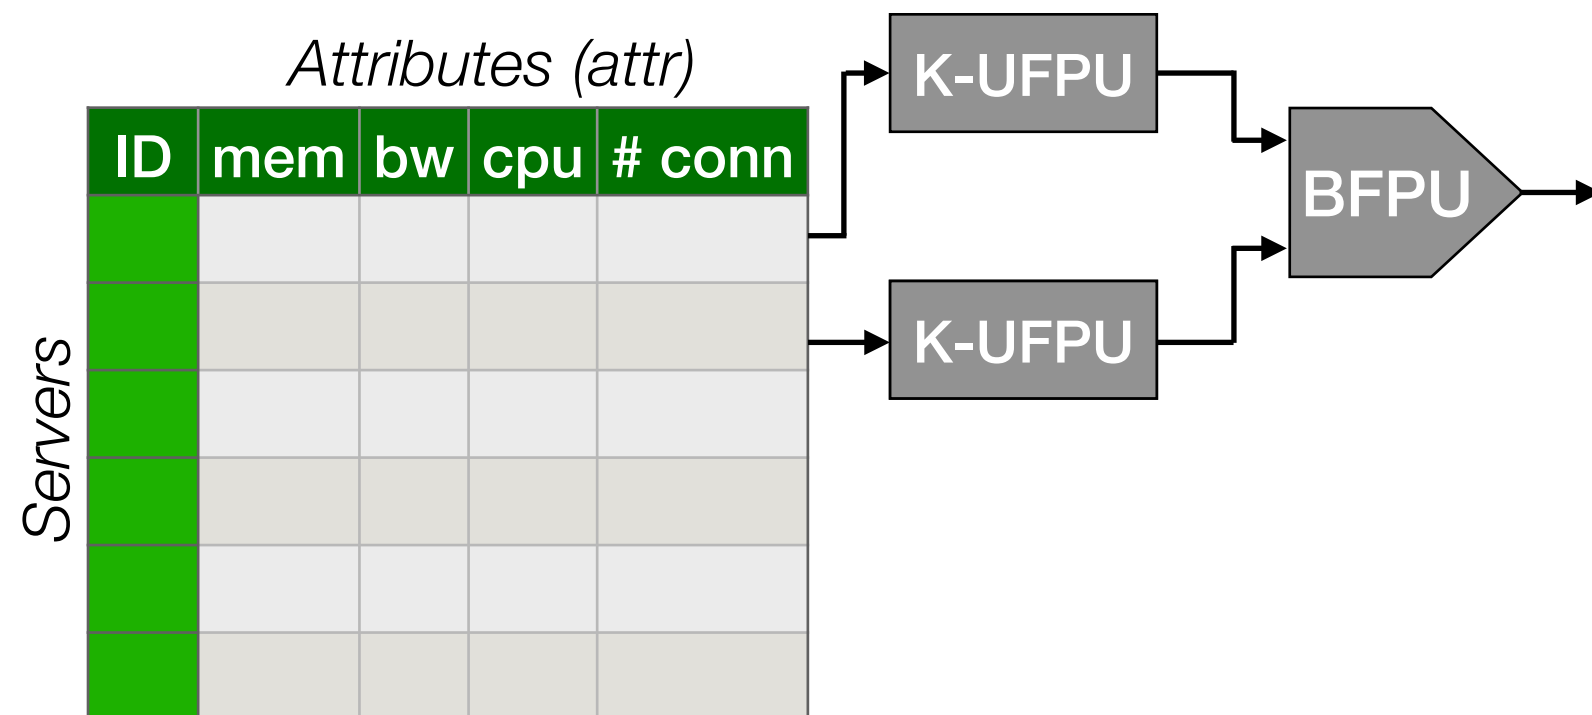 Attributes (attr)
ID mem bw cpu # conn
Servers
K-UFPU
K-UFPU
BFPU